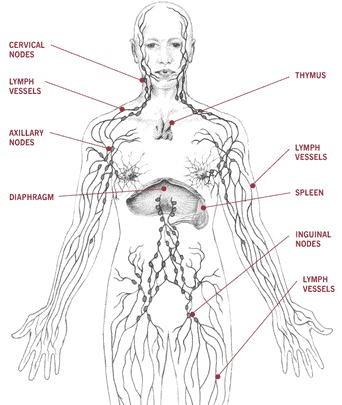 CERVICAL
NODES
LYMPH
VESSELS
AXILLARY
NODES
DIAPHRAGM
THYMUS
LYMPH
VESSELS
SPLEEN
INGUINAL
NODES
LYMPH
VESSELS